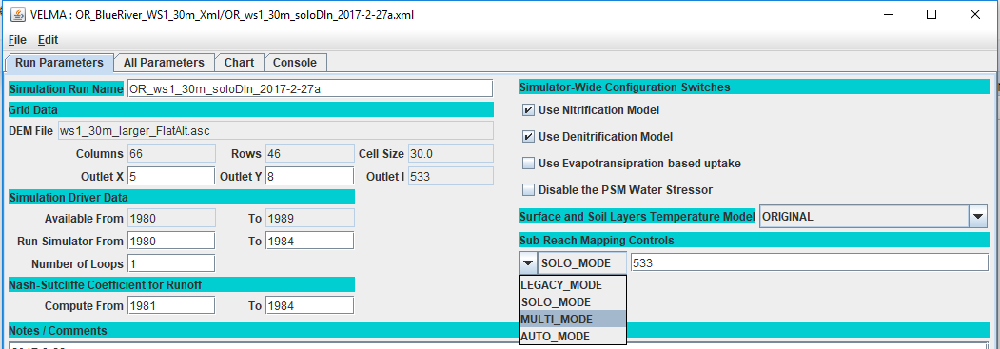 VELMA : OR_BlueRiver_WS1_30m_Xml/OR_ws1_30m_soloDln_2017-2-27a.xml
File Edit
Run Parameters All Parameters Chart Console
Simulation Run Name OR_ws1_30m_soloDln_2017-2-27a
Grid Data
DEM File ws1_30m_larger_FlatAlt.asc
Columns 66 Rows 46 Cell Size 30.0
Outlet X 5 Outlet Y 8 Outlet I 533
Simulation Driver Data
Available From 1980 To 1989
Run Simulator From 1980 To 1984
Number of Loops 1
Nash-Sutcliffe Coefficient for Runoff
Compute From 1981 To 1984
Notes / Comments
Simulator-Wide Configuration Switches
Use Nitrification Model
Use Denitrification Model
Use Evapotansipration-based uptake
Disable the PSM Water Stressor
Surface and Soil Layers Temperature Model ORIGINAL
Sub-Reach Mapping Controls
SOLO_MODE 533
LEGACY_MODE
SOLO_MODE
MULTI_MODE
AUTO_MODE